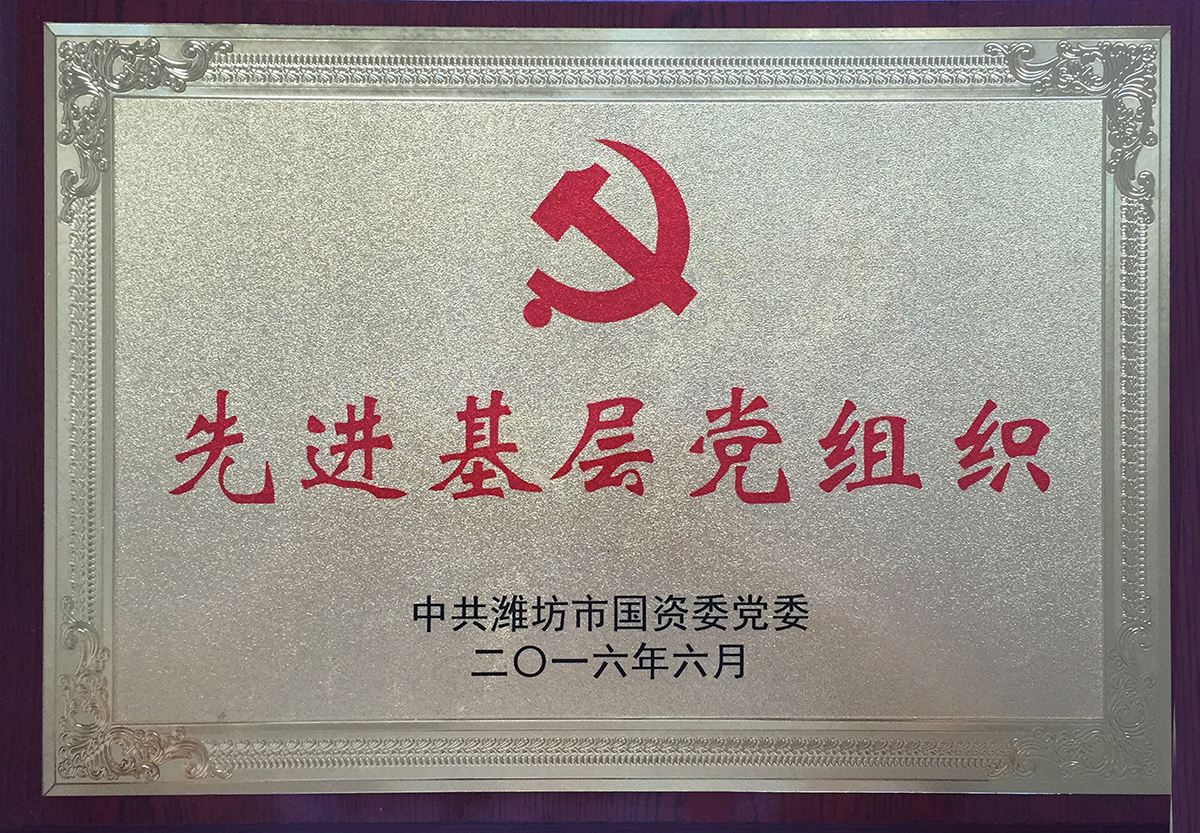 先进基层党组织
中共潍坊市国资委党委
二〇一六年六月